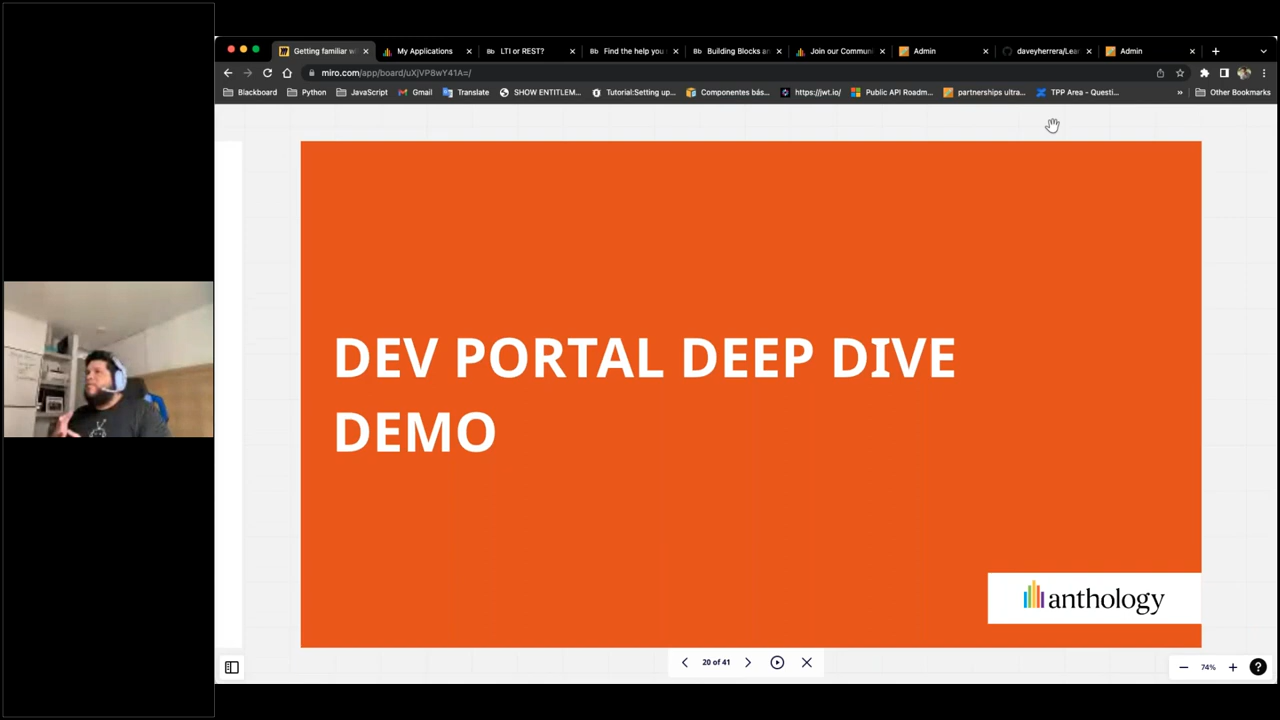 Getting familiar wi
My Applications
LTI or REST?
Find the help you
Building Blocks an
Join our Commun
Admin
daveyherrera/Lear
Admin
miro.com/app/board/uXjVP8wY41A=/
Blackboard
Python
JavaScript
Gmail
Translate
SHOW ENTITLEM...
Tutorial:Setting up...
Componentes bás...
https://jwt.io/
Public API Roadm...
partnerships ultra...
TPP Area - Questi...
»
Other Bookmarks
DEV PORTAL DEEP DIVE
DEMO
anthology
20 of 41
74%
?